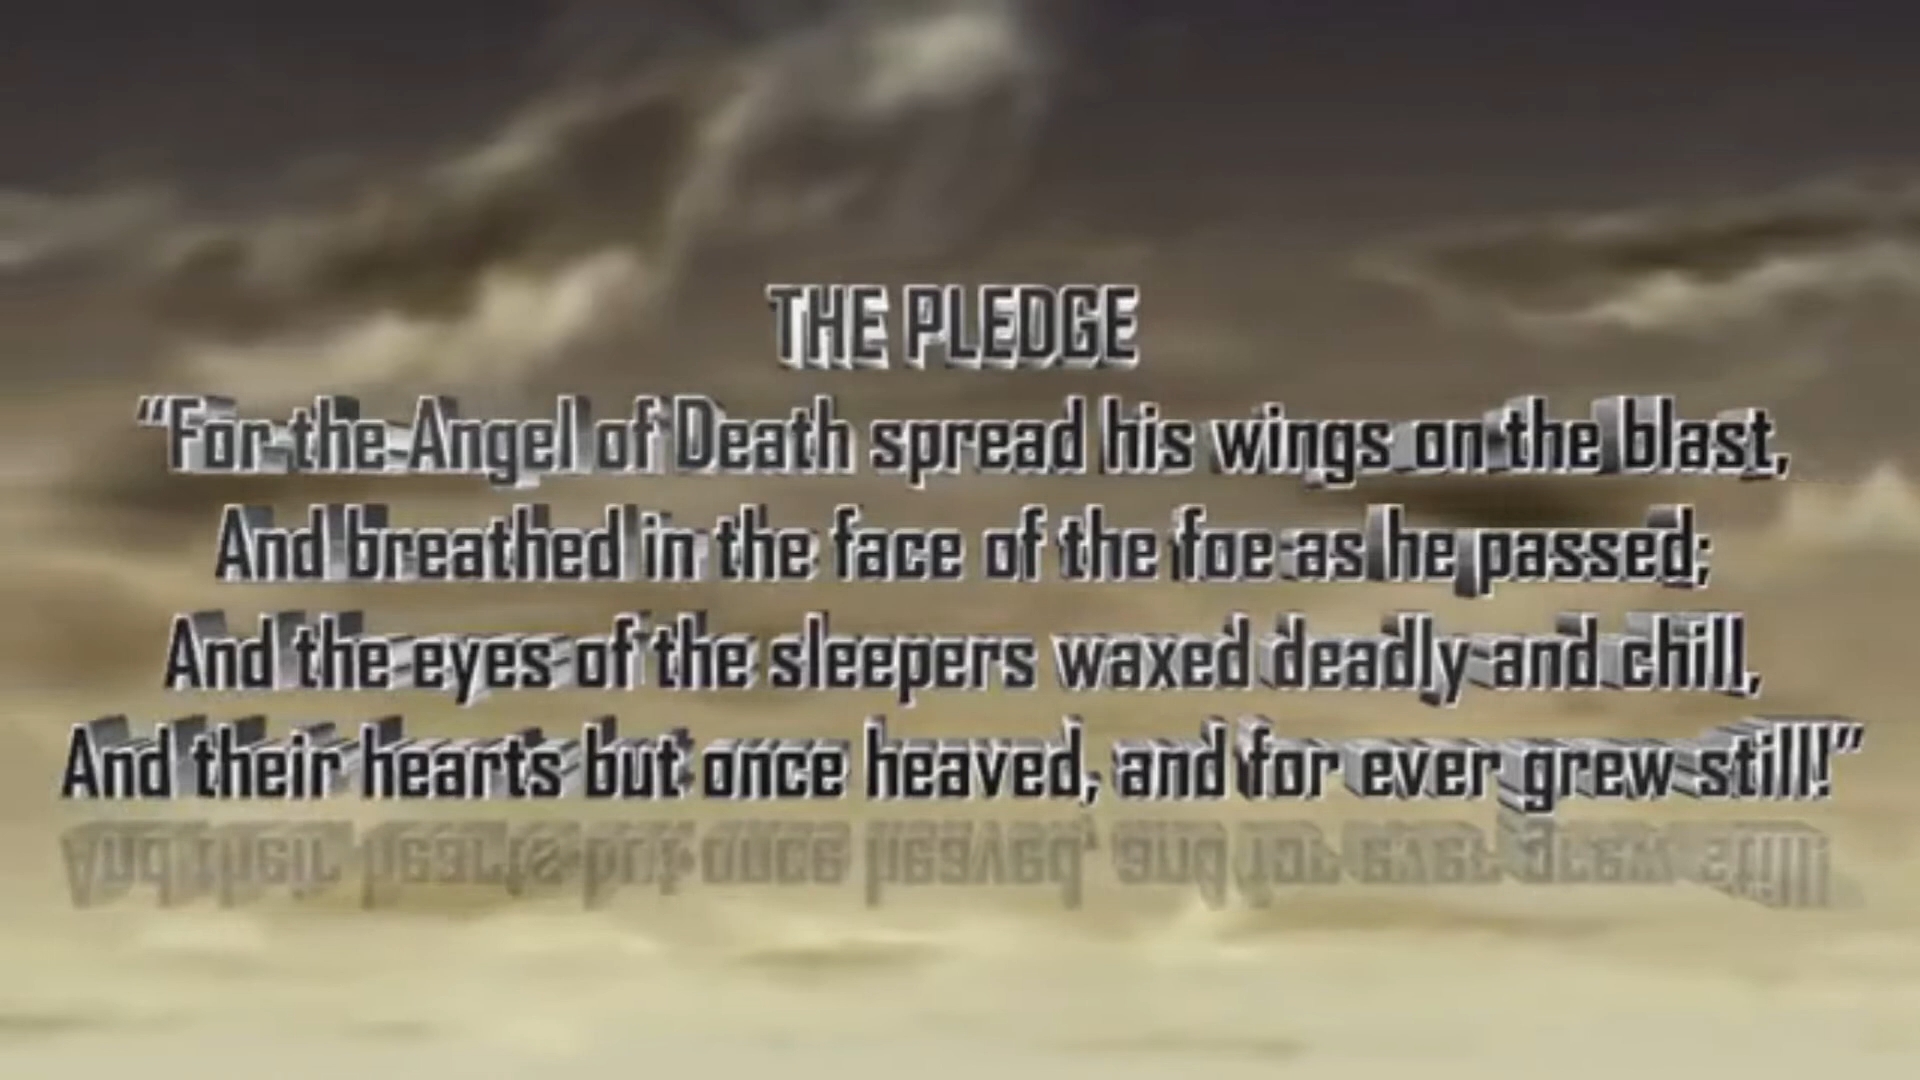 THE PLEDGE
“For the Angel of Death spread his wings on the blast,
And breathed in the face of the foe as he passed;
And the eyes of the sleepers waxed deadly and chill,
And their hearts but once heaved, and for ever grew still!”